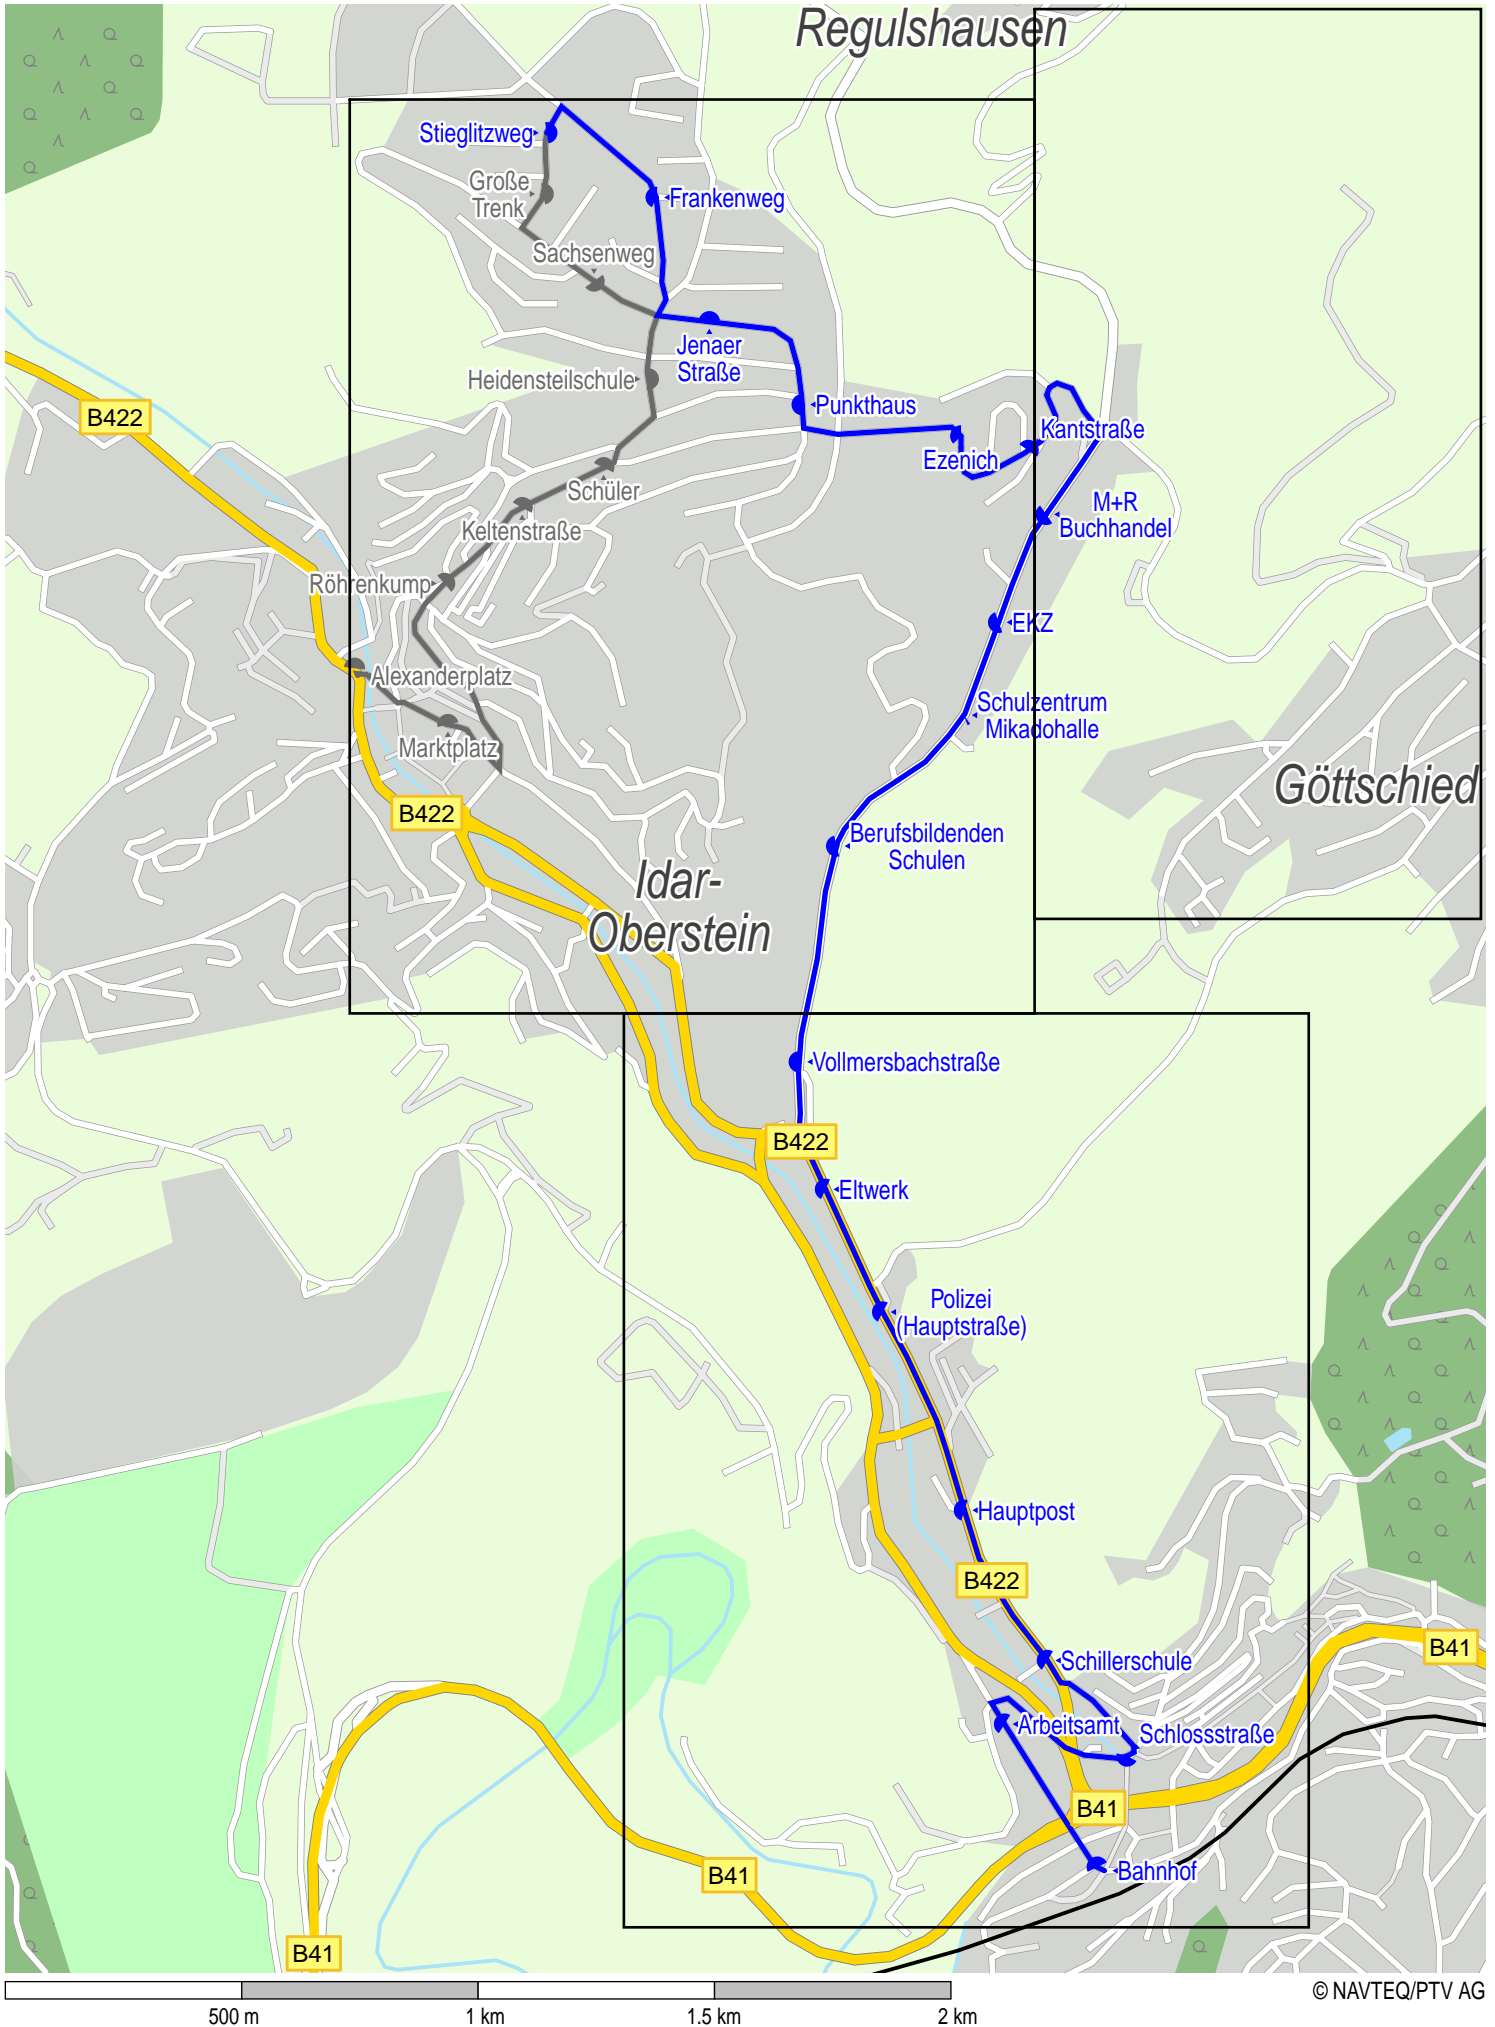 Regulshausen
Stieglitzweg
Große
Trenk
Frankenweg
Sachsenweg
Jenaer
Straße
Heidensteilschule
Punkthaus
B422
Kantstraße
Ezenich
Schüler
M+R
Buchhandel
Keltenstraße
Röhrenkump
EKZ
Alexanderplatz
Schulzentrum
Mikadohalle
Marktplatz
Göttschied
B422
Berufsbildenden
Schulen
Idar-
Oberstein
Vollmersbachstraße
B422
Eltwerk
Polizei
(Hauptstraße)
Hauptpost
B422
B41
Schillerschule
Arbeitsamt
Schlossstraße
B41
Bahnhof
B41
B41
© NAVTEQ/PTV AG
500 m
1 km
1.5 km
2 km